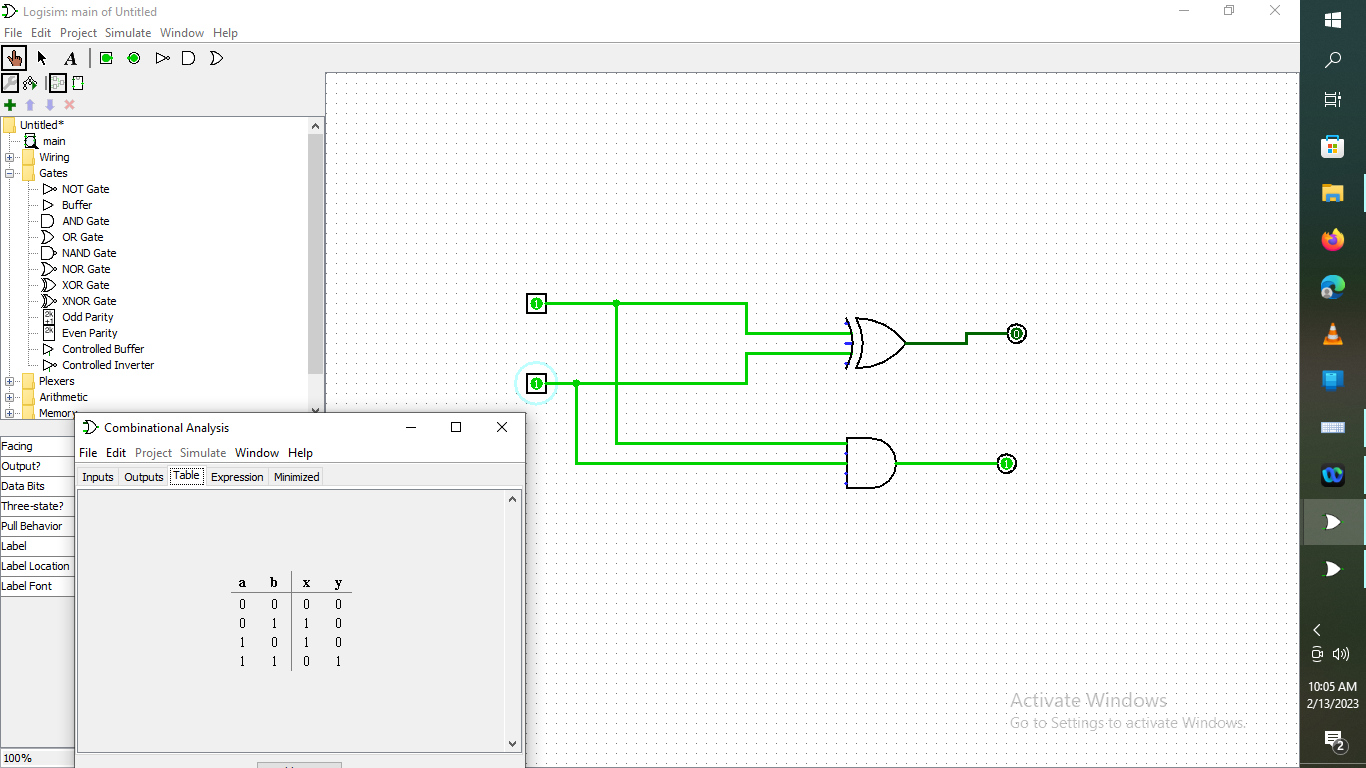 Logisim: main of Untitled
File Edit Project Simulate Window Help
A
Untitled*
main
Wiring
Gates
NOT Gate
Buffer
AND Gate
OR Gate
NAND Gate
NOR Gate
XOR Gate
XNOR Gate
2k+1 Odd Parity
2k Even Parity
Controlled Buffer
Controlled Inverter
Plexers
Arithmetic
Memory
Facing
Output?
Data Bits
Three-state?
Pull Behavior
Label
Label Location
Label Font
100%
1
1
0
1
Combinational Analysis
File Edit Project Simulate Window Help
Inputs Outputs Table Expression Minimized
a b x y
0 0 0 0
0 1 1 0
1 0 1 0
1 1 0 1
Activate Windows
Go to Settings to activate Windows.
10:05 AM
2/13/2023
2